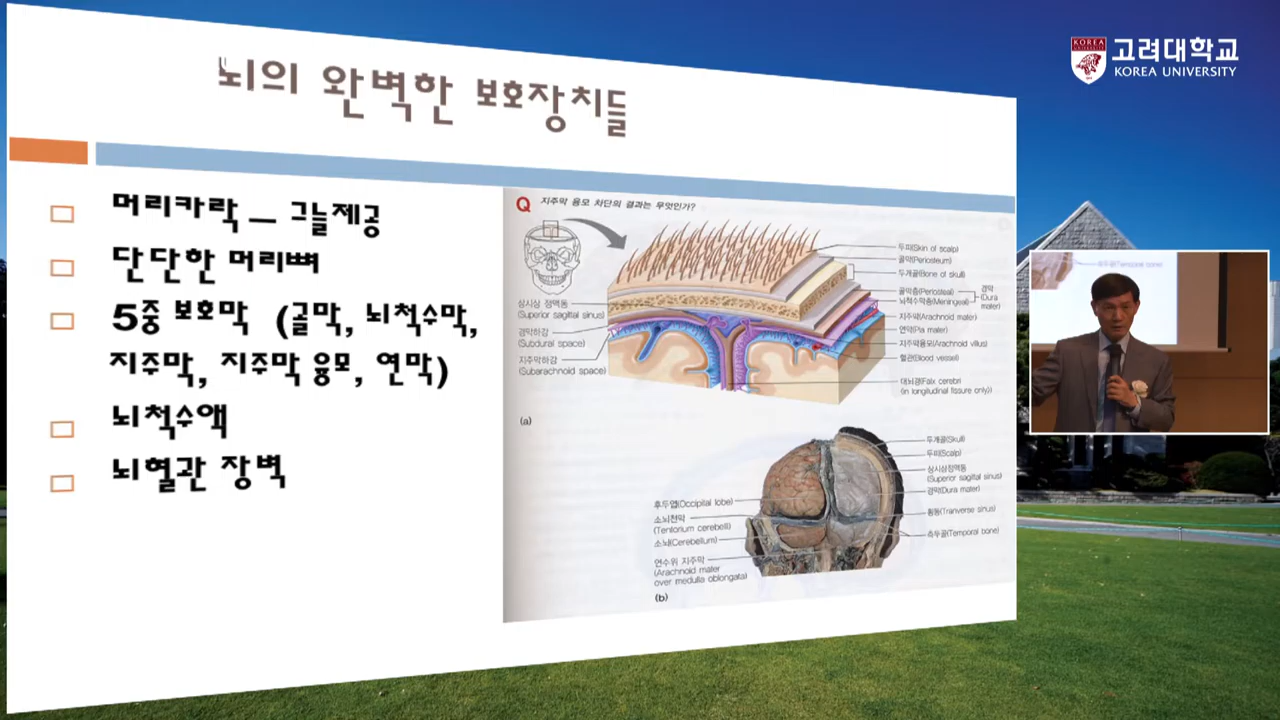 KOREA
고려대학교
KOREA UNIVERSITY
뇌의 완벽한 보호장치들
머리카락 – 그늘제공
단단한 머리뼈
5중 보호막 (골막, 뇌척수막,
지주막, 지주막 융모, 연막)
뇌척수액
뇌혈관 장벽
Q 지주막 융모 차단의 결과는 무엇인가?
두피(Skin of scalp)
골막(Periosteum)
두개골(Bone of skull)
골막층(Periosteal)
뇌척수막층(Meningeal)
경막
(Dura
mater)
지주막(Arachnoid mater)
연막(Pia mater)
지주막융모(Arachnoid villus)
혈관(Blood vessel)
대뇌겸(Falx cerebri
(in longitudinal fissure only))
상시상 정맥동
(Superior sagittal sinus)
경막하강
(Subdural space)
지주막하강
(Subarachnoid space)
(a)
두개골(Skull)
두피(Scalp)
상시상정맥동
(Superior sagittal sinus)
경막(Dura mater)
횡동(Tranverse sinus)
측두골(Temporal bone)
후두엽(Occipital lobe)
소뇌천막
(Tentorium cerebelli)
소뇌(Cerebellum)
연수위 지주막
(Arachnoid mater
over medulla oblongata)
(b)